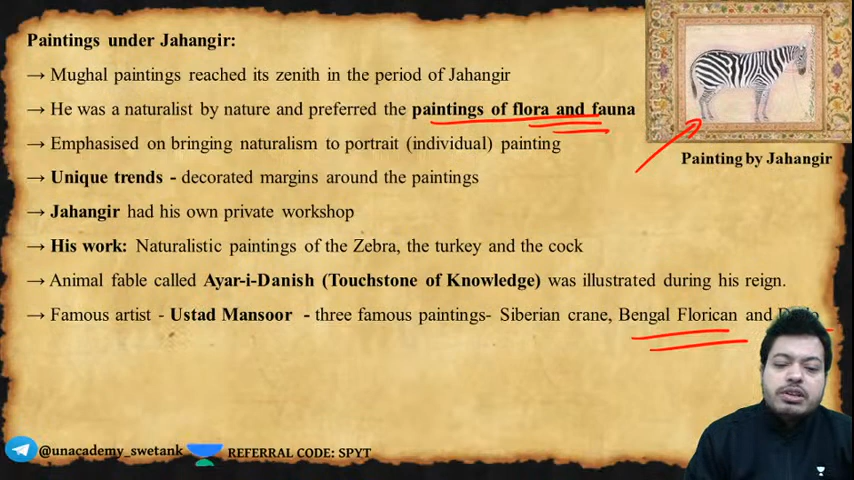 Paintings under Jahangir:
→ Mughal paintings reached its zenith in the period of Jahangir
→ He was a naturalist by nature and preferred the paintings of flora and fauna
→ Emphasised on bringing naturalism to portrait (individual) painting
Painting by Jahangir
→ Unique trends - decorated margins around the paintings
→ Jahangir had his own private workshop
→ His work: Naturalistic paintings of the Zebra, the turkey and the cock
→ Animal fable called Ayar-i-Danish (Touchstone of Knowledge) was illustrated during his reign.
→ Famous artist - Ustad Mansoor - three famous paintings- Siberian crane, Bengal Florican and
@unacademy_swetank
REFERRAL CODE: SPYT